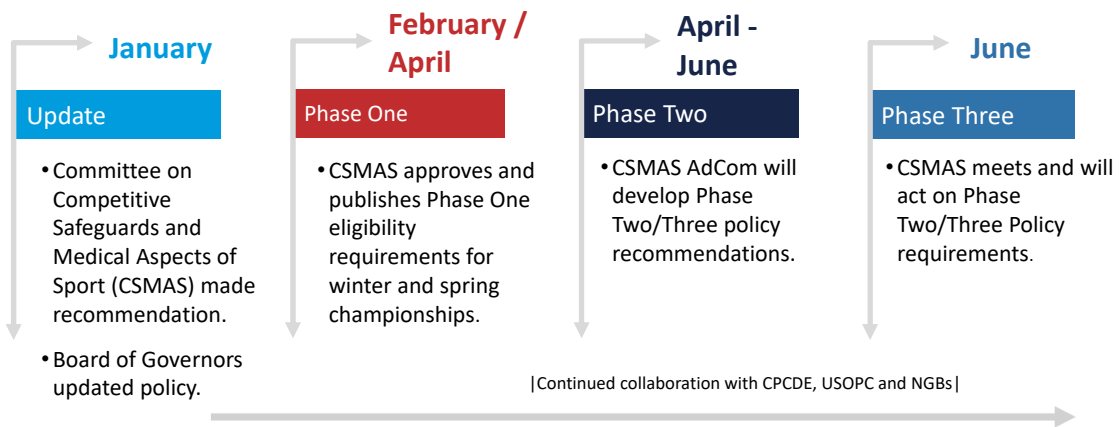 January
Update
• Committee on
Competitive
Safeguards and
Medical Aspects of
Sport (CSMAS) made
recommendation.
• Board of Governors
updated policy.
February /
April
Phase One
• CSMAS approves and
publishes Phase One
eligibility
requirements for
winter and spring
championships.
April -
June
Phase Two
• CSMAS AdCom will
develop Phase
Two/Three policy
recommendations.
June
Phase Three
• CSMAS meets and will
act on Phase
Two/Three Policy
requirements.
|Continued collaboration with CPCDE, USOPC and NGBs|